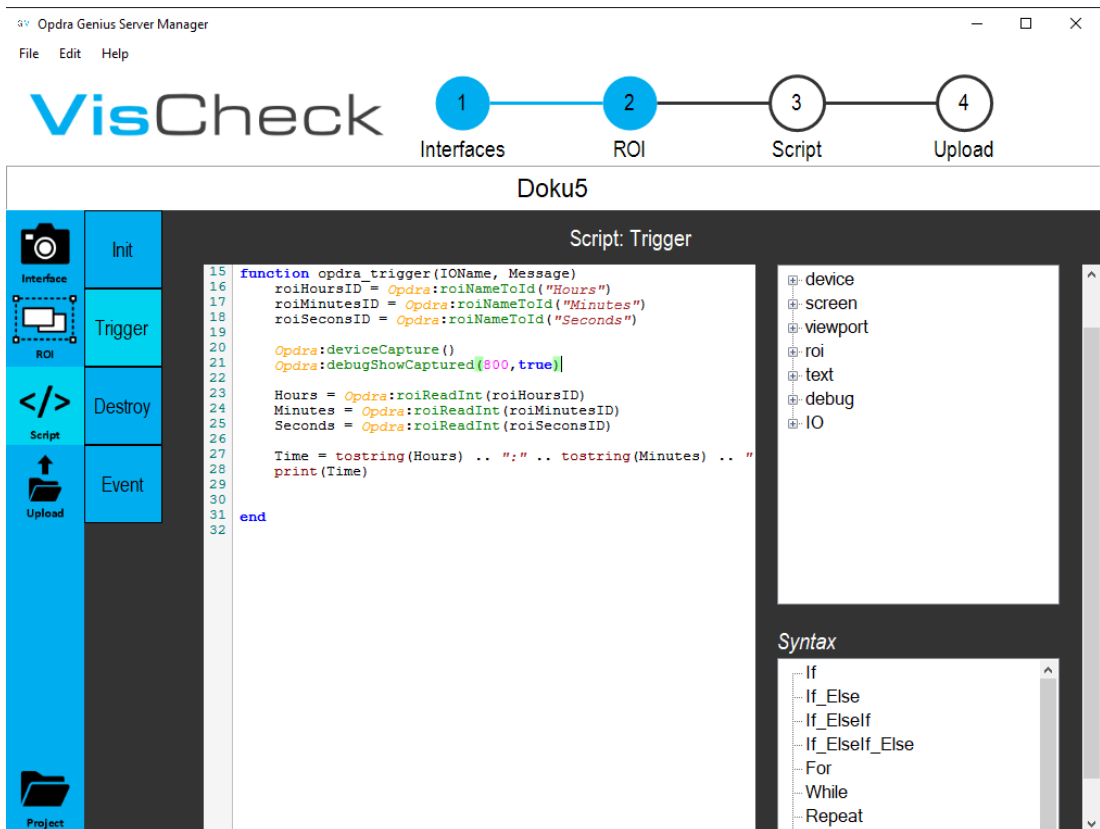 Opdra Genius Server Manager
File Edit Help
VisCheck
1 2 3 4
Interfaces ROI Script Upload
Doku5
Interface
ROI
Script
Upload
Project
Init
Trigger
Destroy
Event
Script: Trigger
15 function opdra_trigger(IOName, Message)
16 roiHoursID = Opdra:roiNameToId("Hours")
17 roiMinutesID = Opdra:roiNameToId("Minutes")
18 roiSeconsID = Opdra:roiNameToId("Seconds")
19
20 Opdra:deviceCapture()
21 Opdra:debugShowCaptured(800,true)
22
23 Hours = Opdra:roiReadInt(roiHoursID)
24 Minutes = Opdra:roiReadInt(roiMinutesID)
25 Seconds = Opdra:roiReadInt(roiSeconsID)
26
27 Time = tostring(Hours) .. ":" .. tostring(Minutes) .. "
28 print(Time)
29
30
31 end
32
device
screen
viewport
roi
text
debug
IO
Syntax
If
If_Else
If_ElseIf
If_ElseIf_Else
For
While
Repeat